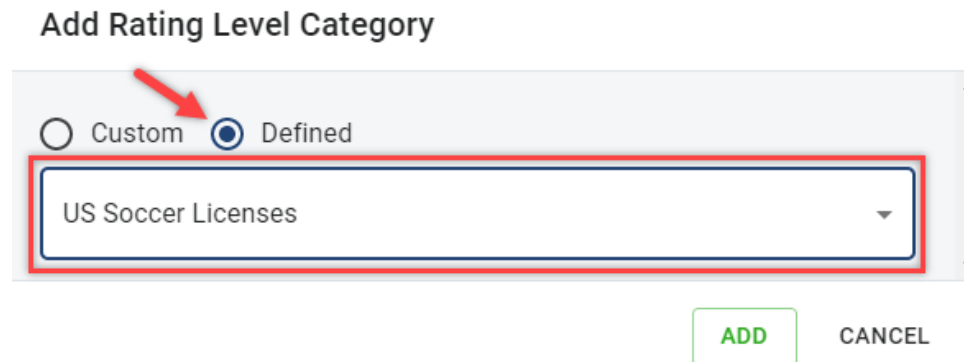 Add Rating Level Category
Custom Defined
US Soccer Licenses
ADD CANCEL